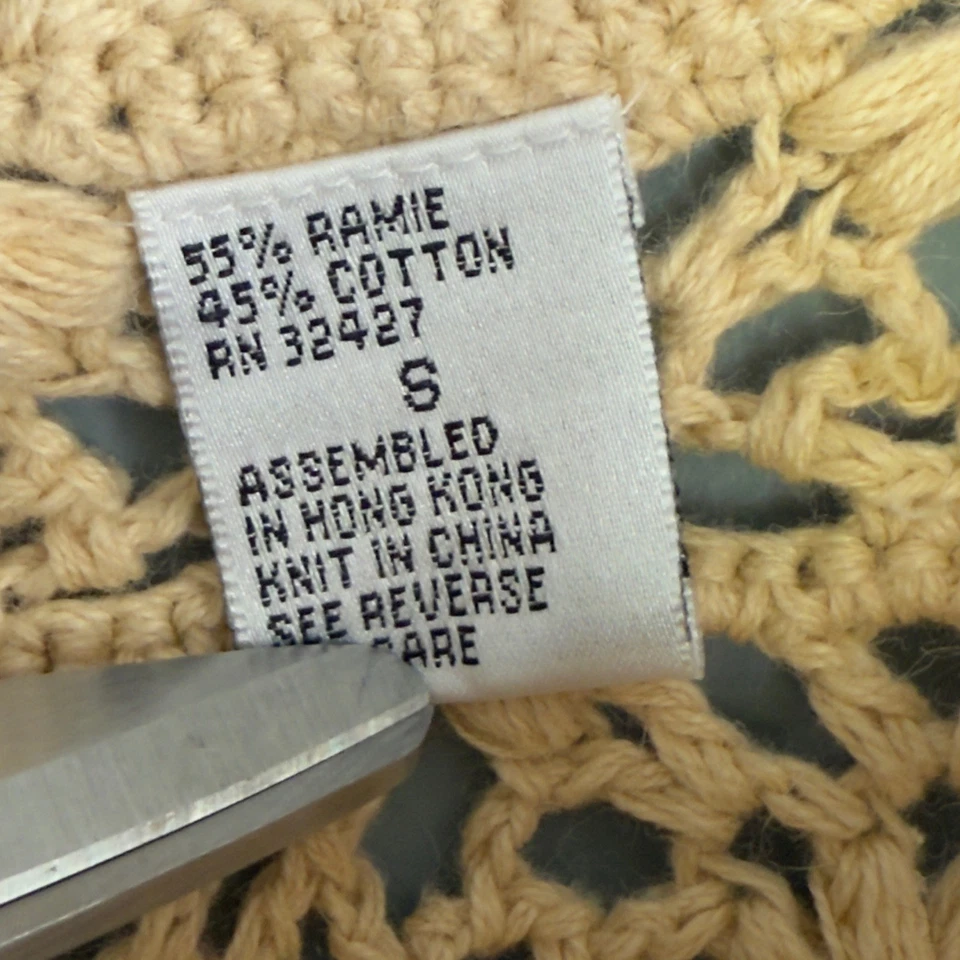 55% RAMIE
45% COTTON
RN 32427
S
ASSEMBLED
IN HONG KONG
KNIT IN CHINA
SEE REVERSE
CARE